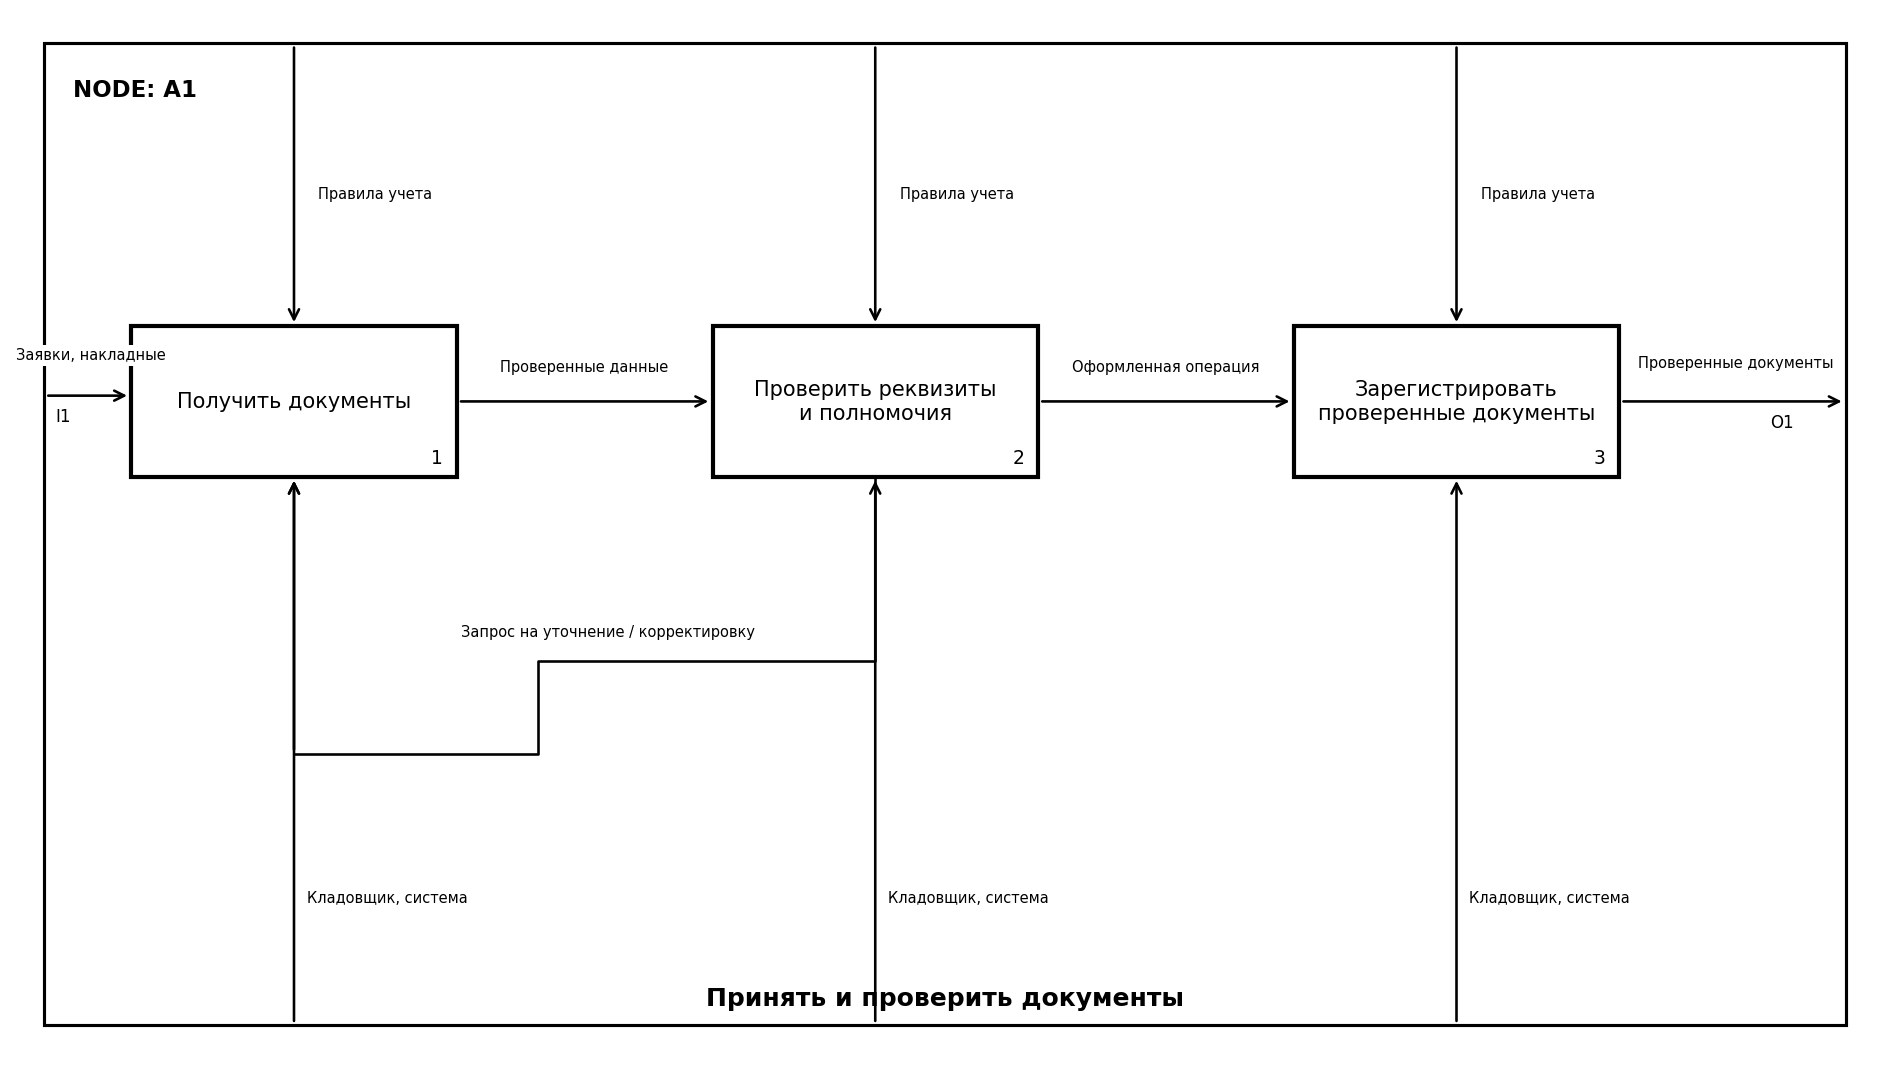 NODE: A1
Правила учета
Правила учета
Правила учета
Заявки, накладные
I1
Получить документы
1
Проверенные данные
Проверить реквизиты
и полномочия
2
Оформленная операция
Зарегистрировать
проверенные документы
3
Проверенные документы
O1
Запрос на уточнение / корректировку
Кладовщик, система
Кладовщик, система
Кладовщик, система
Принять и проверить документы